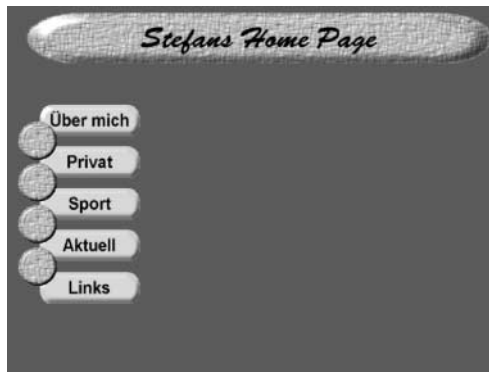 Stefans Home Page
Über mich
Privat
Sport
Aktuell
Links